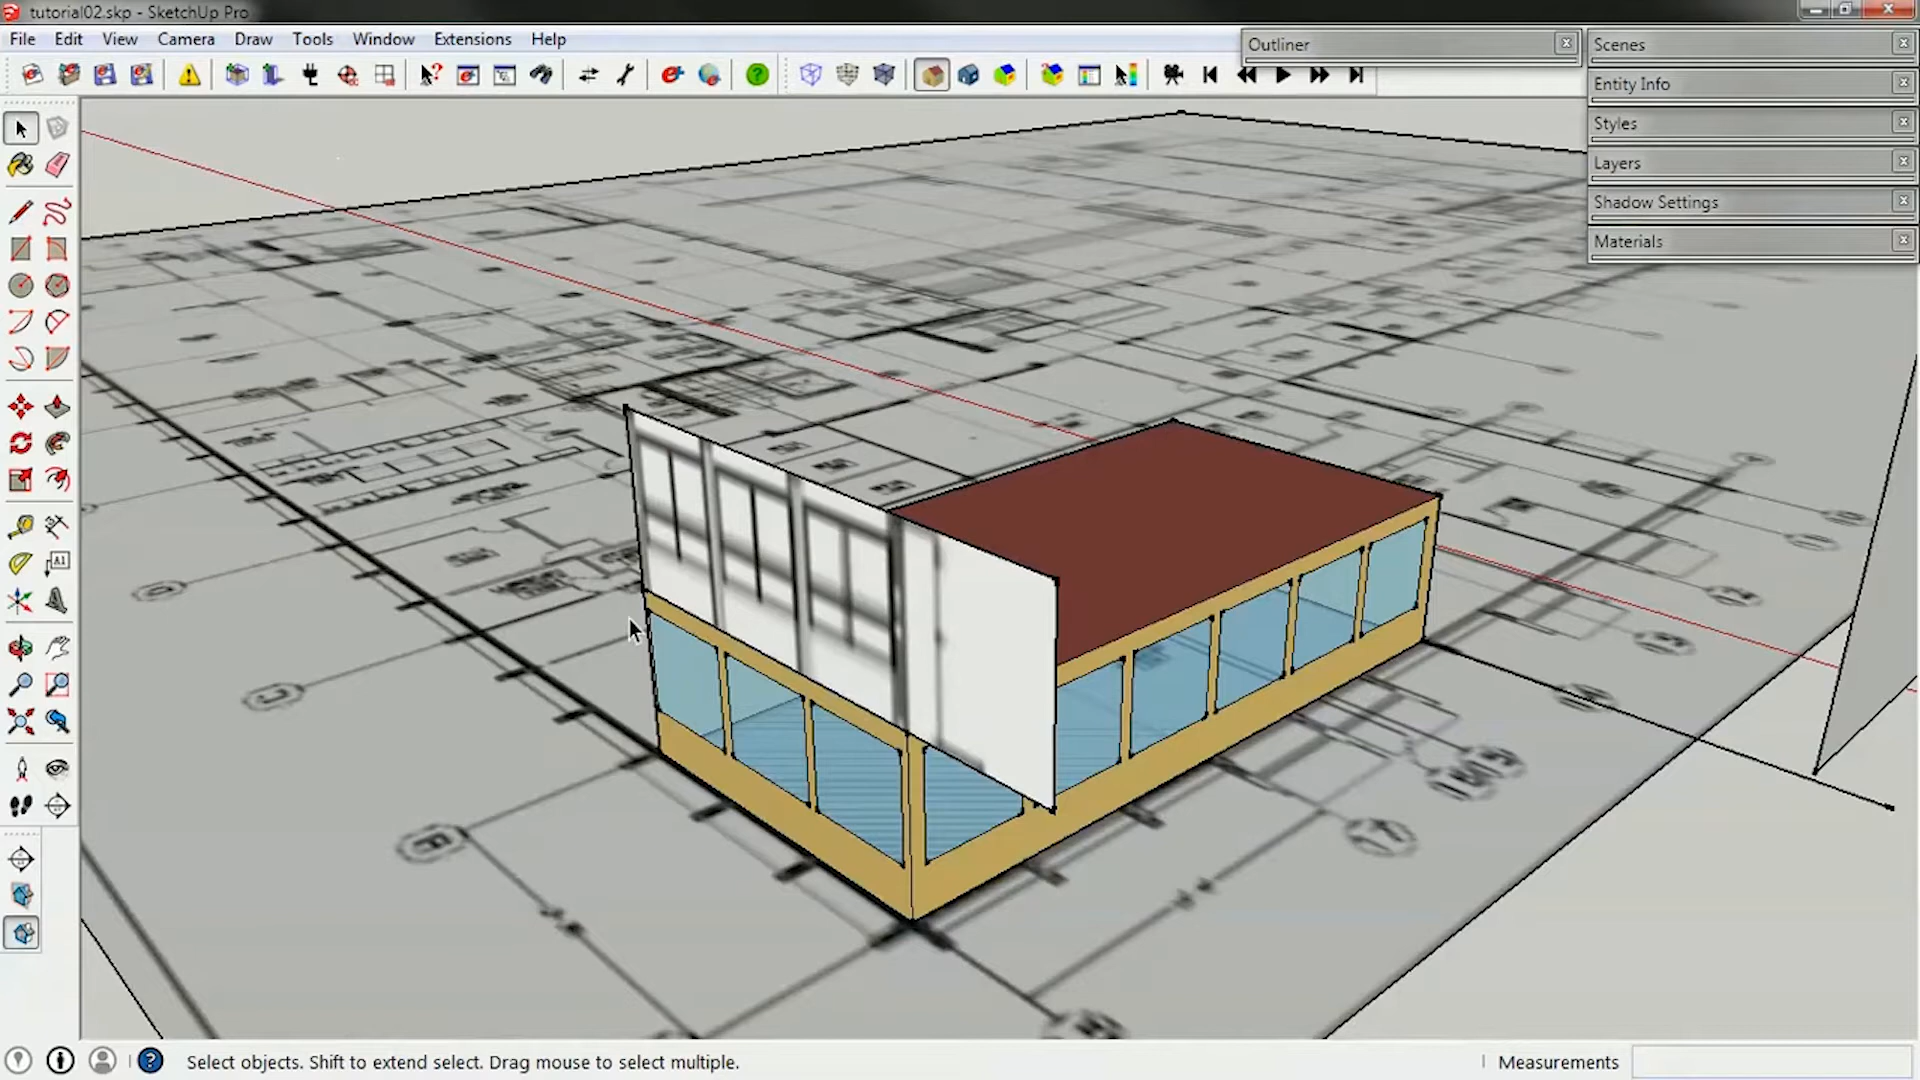 tutorial02.skp - SketchUp Pro
File Edit View Camera Draw Tools Window Extensions Help
Outliner
Scenes
Entity Info
Styles
Layers
Shadow Settings
Materials
A1
Select objects. Shift to extend select. Drag mouse to select multiple.
Measurements